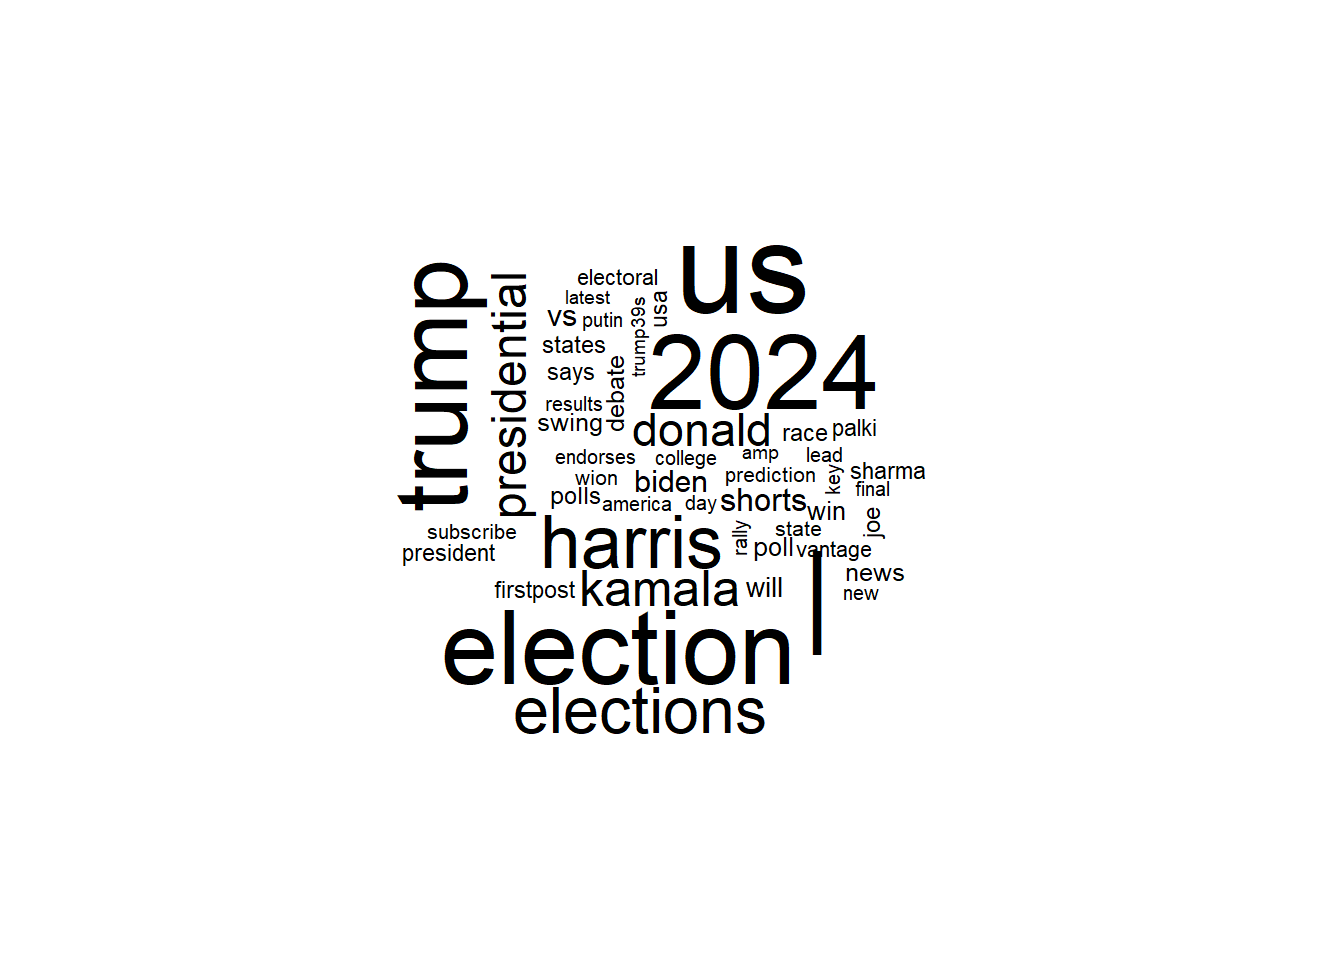 us
electoral
latest
vs
putin
trump39s
usa
trump
presidential
states
2024
says
debate
results
swing
donald
race
palki
endorses
college
amp
lead
wion
biden
prediction
key
sharma
final
polls
america
day
shorts
win
joe
subscribe
president
harris
rally
state
poll
vantage
l
news
new
firstpost
kamala
will
election
elections